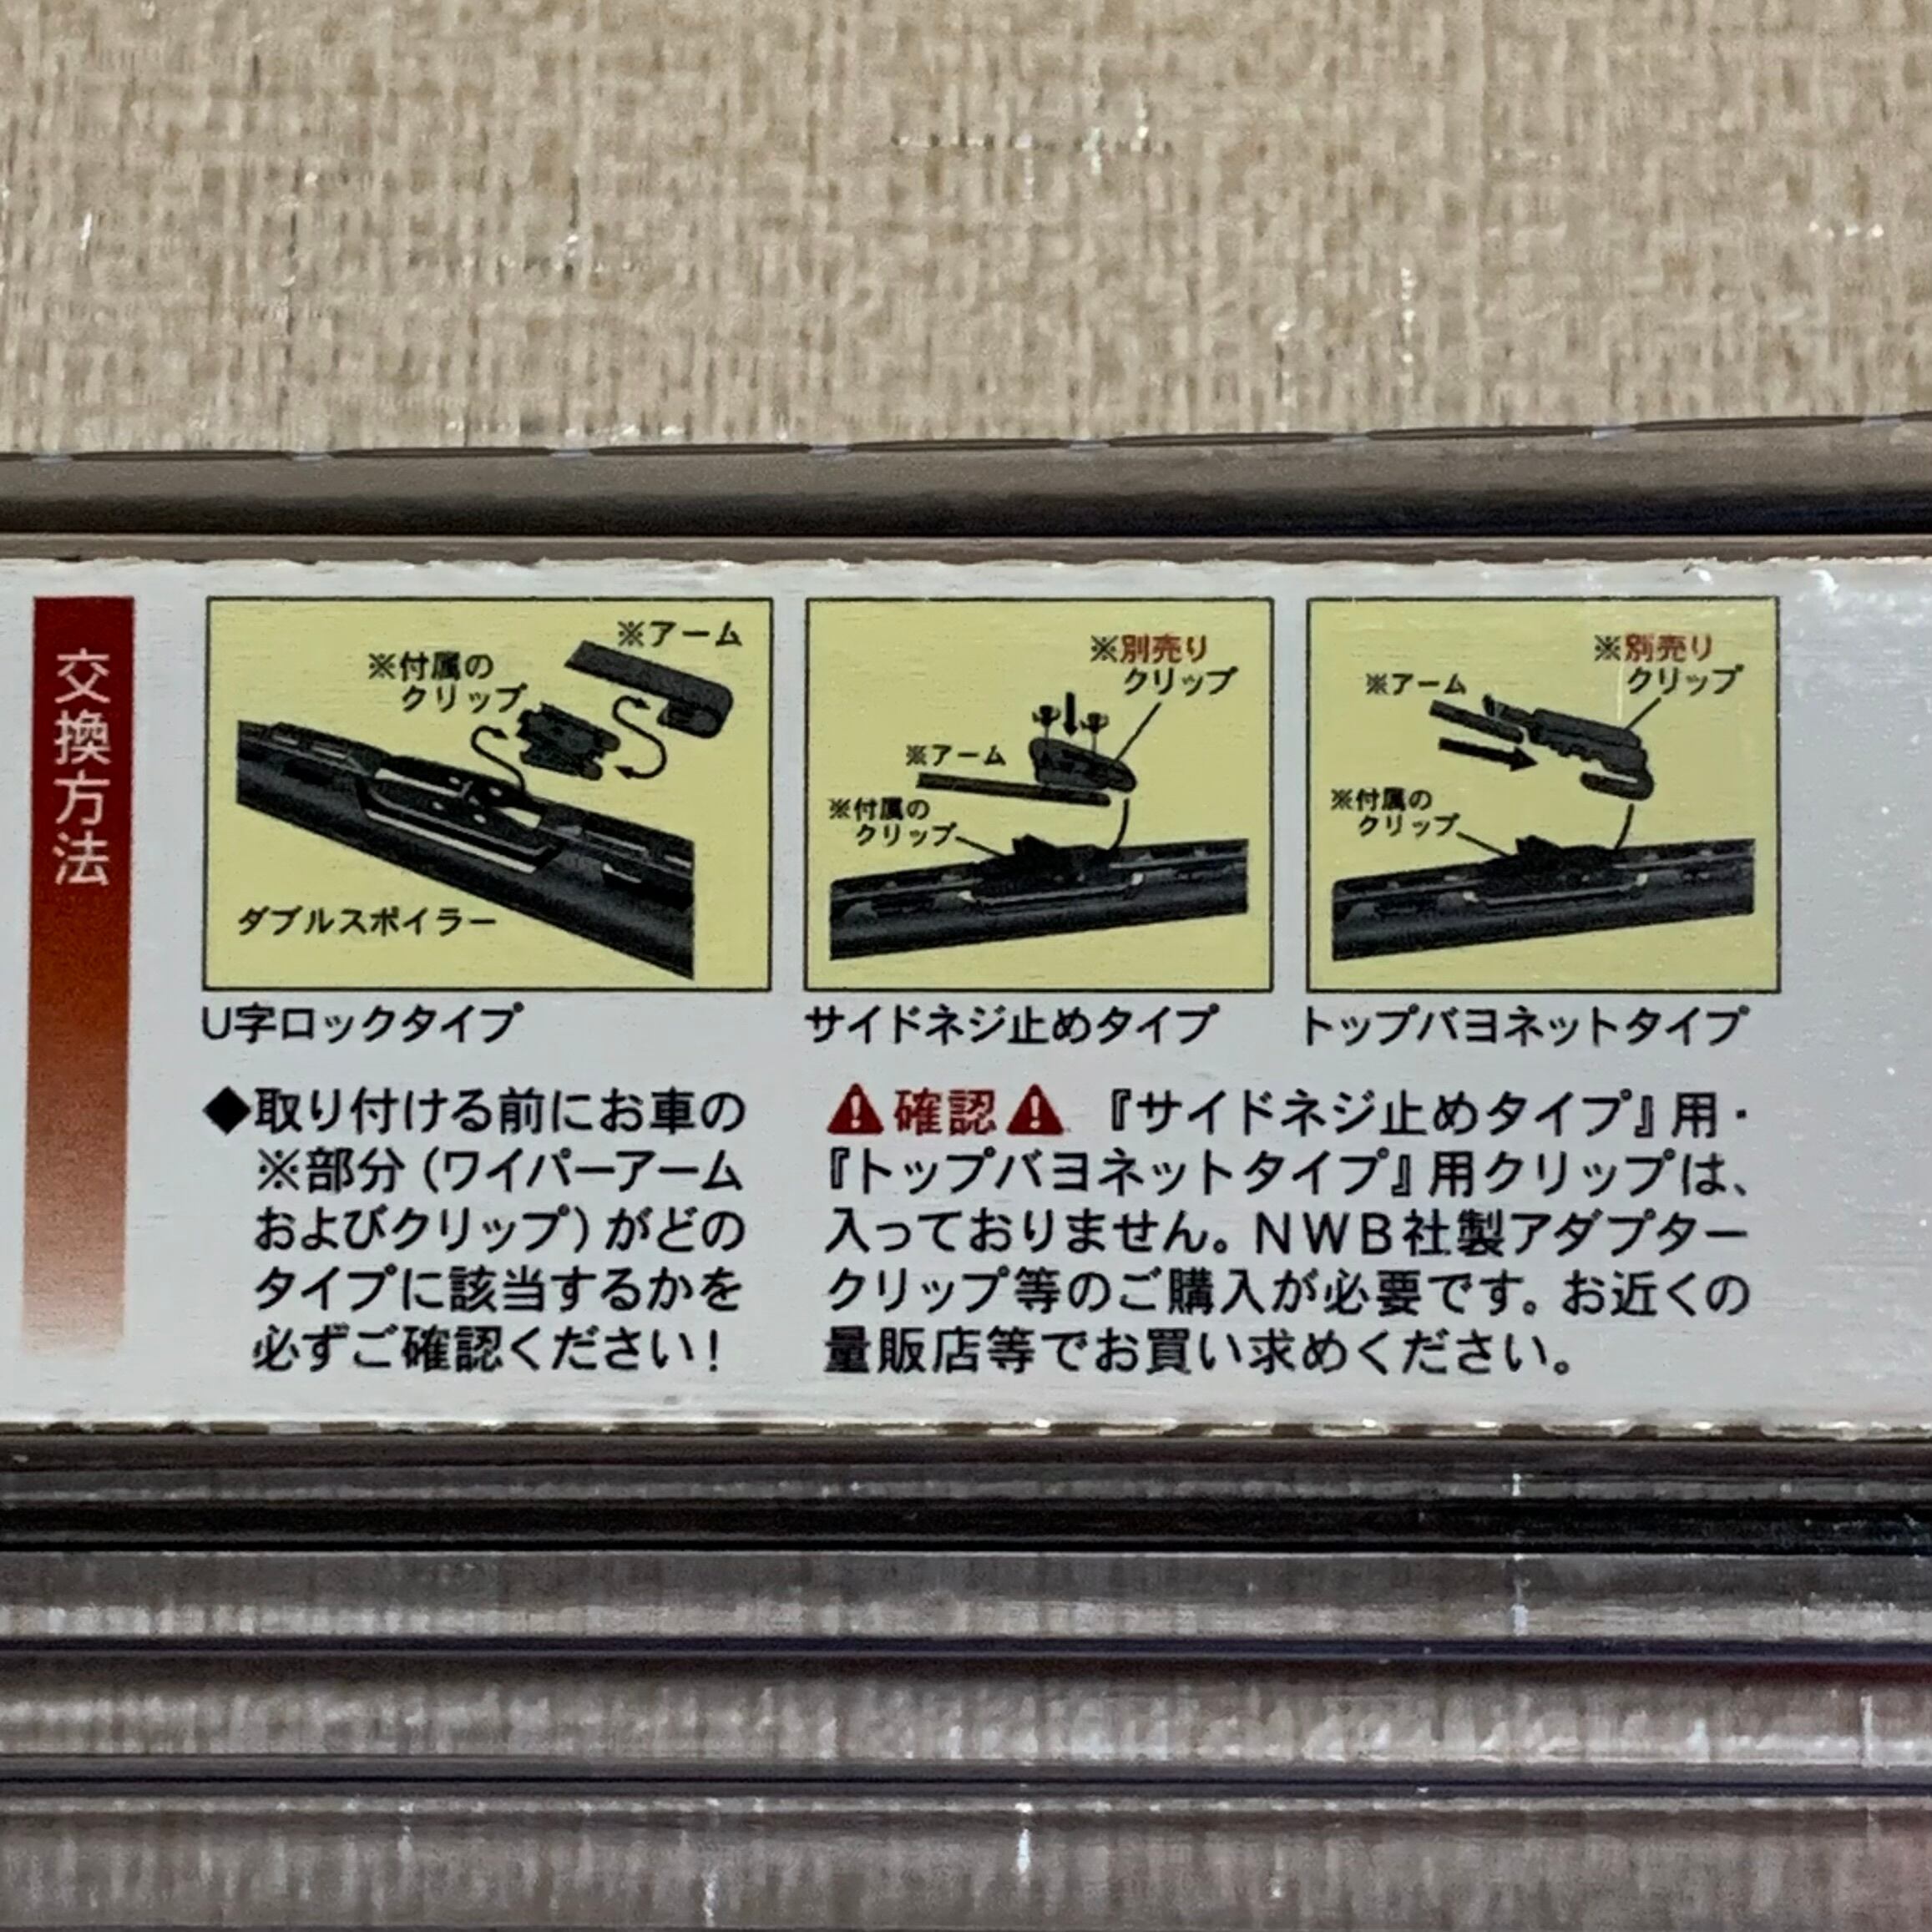 交換方法
※アーム
※付属の
クリップ
ダブルスポイラー
U字ロックタイプ
※別売り
クリップ
※アーム
※付属の
クリップ
サイドネジ止めタイプ
※別売り
クリップ
※アーム
※付属の
クリップ
トップバヨネットタイプ
◆取り付ける前にお車の
※部分（ワイパーアーム
およびクリップ）がどの
タイプに該当するかを
必ずご確認ください！
確認 『サイドネジ止めタイプ』用・
『トップバヨネットタイプ』用クリップは、
入っておりません。NWB社製アダプター
クリップ等のご購入が必要です。お近くの
量販店等でお買い求めください。